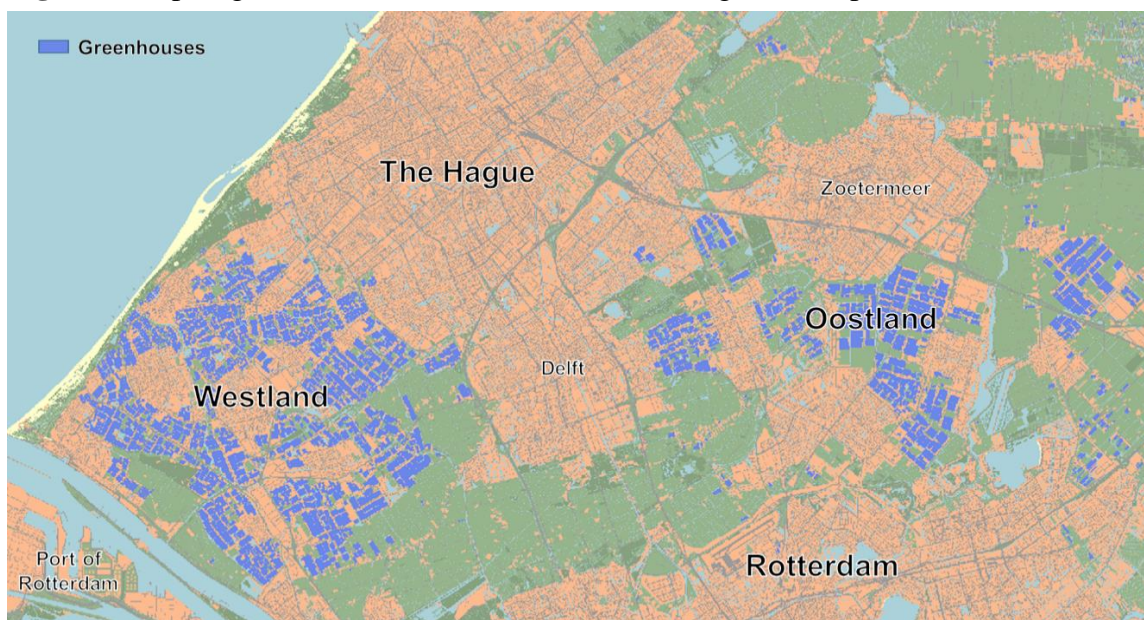 Greenhouses
The Hague
Zoetermeer
Oostland
Delft
Westland
Port of
Rotterdam
Rotterdam